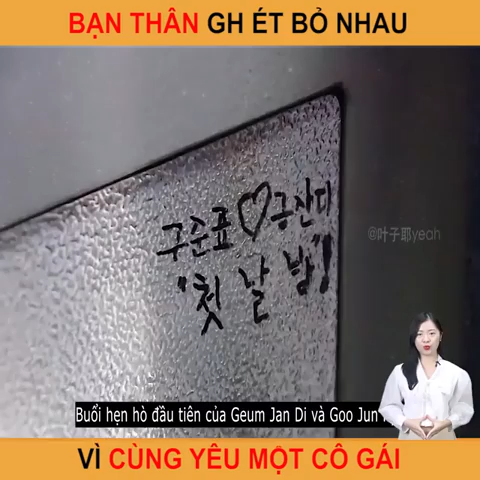 BẠN THÂN GH ÉT BỎ NHAU
구준표♡금잔디
'첫날밤!
@叶子耶yeah
Buổi hẹn hò đầu tiên của Geum Jan Di và Goo Jun
VÌ CÙNG YÊU MỘT CÔ GÁI